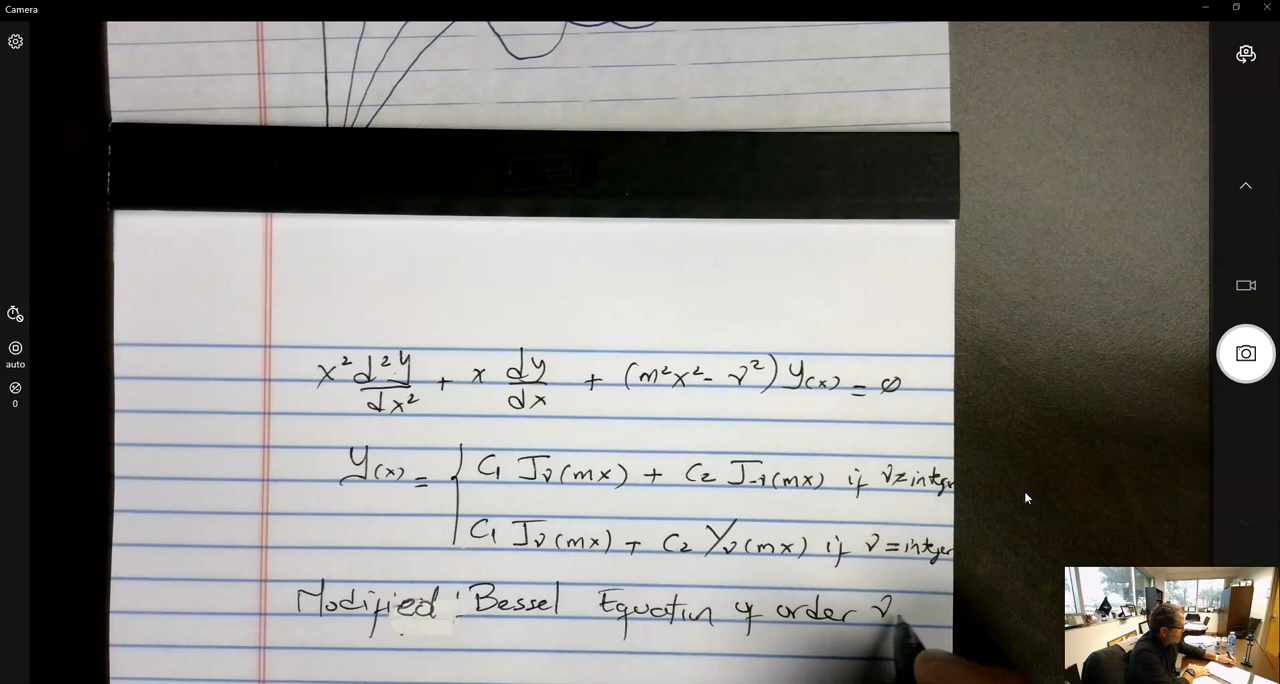 Camera
x² d²y/dx² + x dy/dx + (m²x² - ν²) y(x) = 0
y(x) = { C₁ Jν(mx) + C₂ J-ν(mx) if ν≠integer
C₁ Jν(mx) + C₂ Yν(mx) if ν = integer
auto
0
Modified Bessel Equatin of order ν